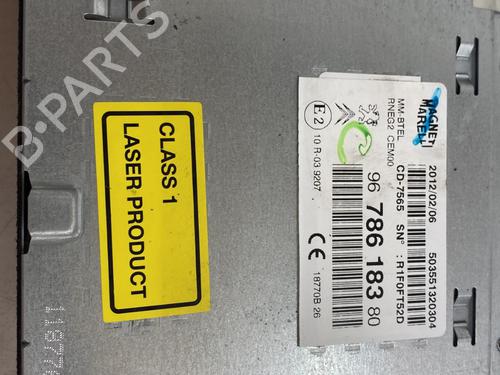 MAGNETI
MARELLI
2012/02/06
503551320304
MM-BTEL
RNEG2 CEM00
CD-7565 SN° : R1F0FT52D
E2
10 R-03 9207
96 786 183 80
CE
18770B 26
CLASS 1
LASER PRODUCT
B-Parts